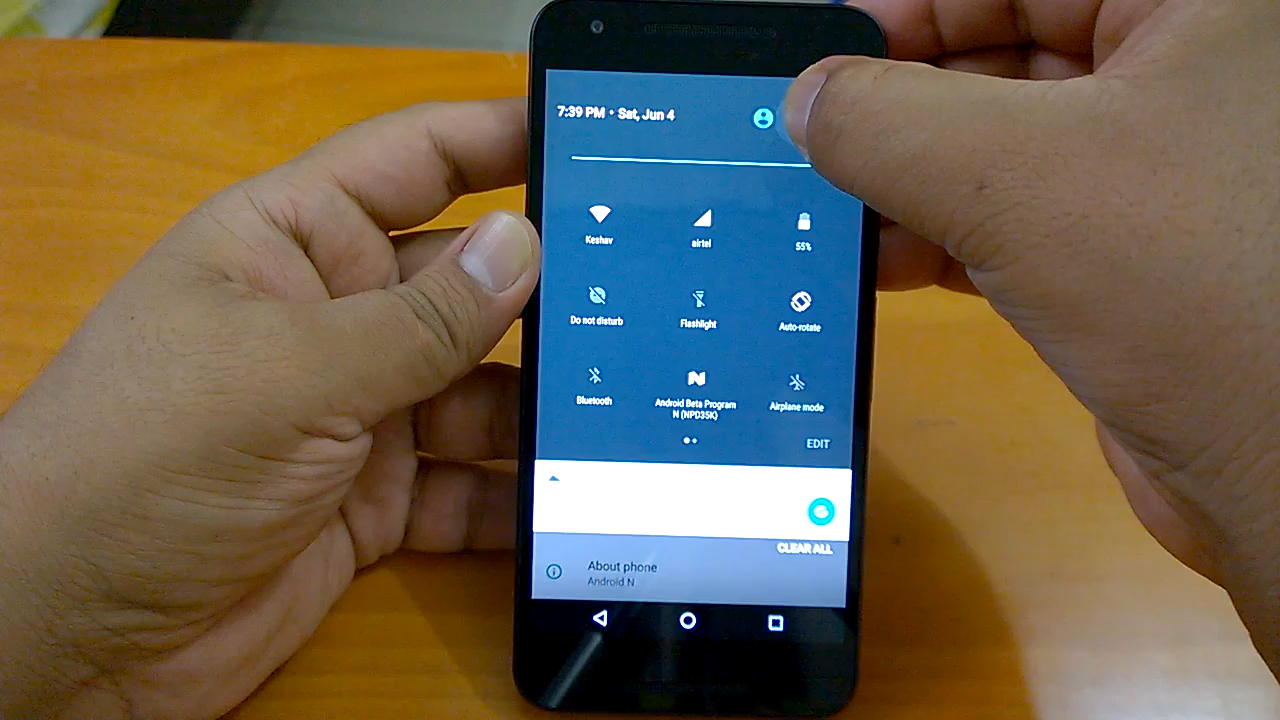 7:39 PM • Sat, Jun 4
Keshav
airtel
55%
Do not disturb
Flashlight
Auto-rotate
Bluetooth
Android Beta Program
N (NPD35K)
Airplane mode
EDIT
CLEAR ALL
About phone
Android N